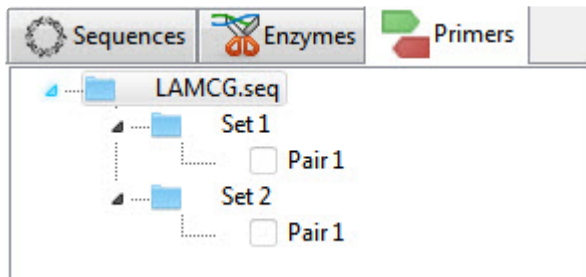 Sequences Enzymes Primers
LAMCG.seq
Set 1
Pair 1
Set 2
Pair 1